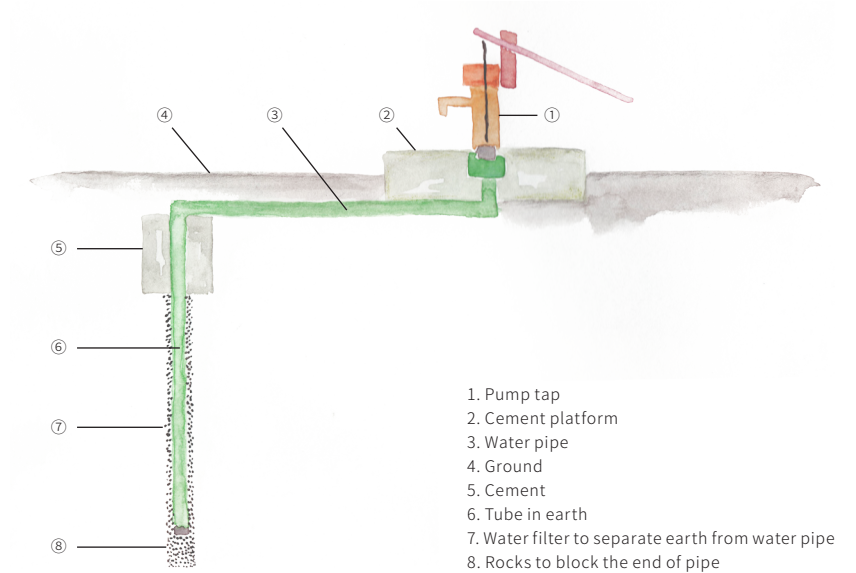 ④ ③ ② ①
⑤
⑥
⑦
⑧
1. Pump tap
2. Cement platform
3. Water pipe
4. Ground
5. Cement
6. Tube in earth
7. Water filter to separate earth from water pipe
8. Rocks to block the end of pipe